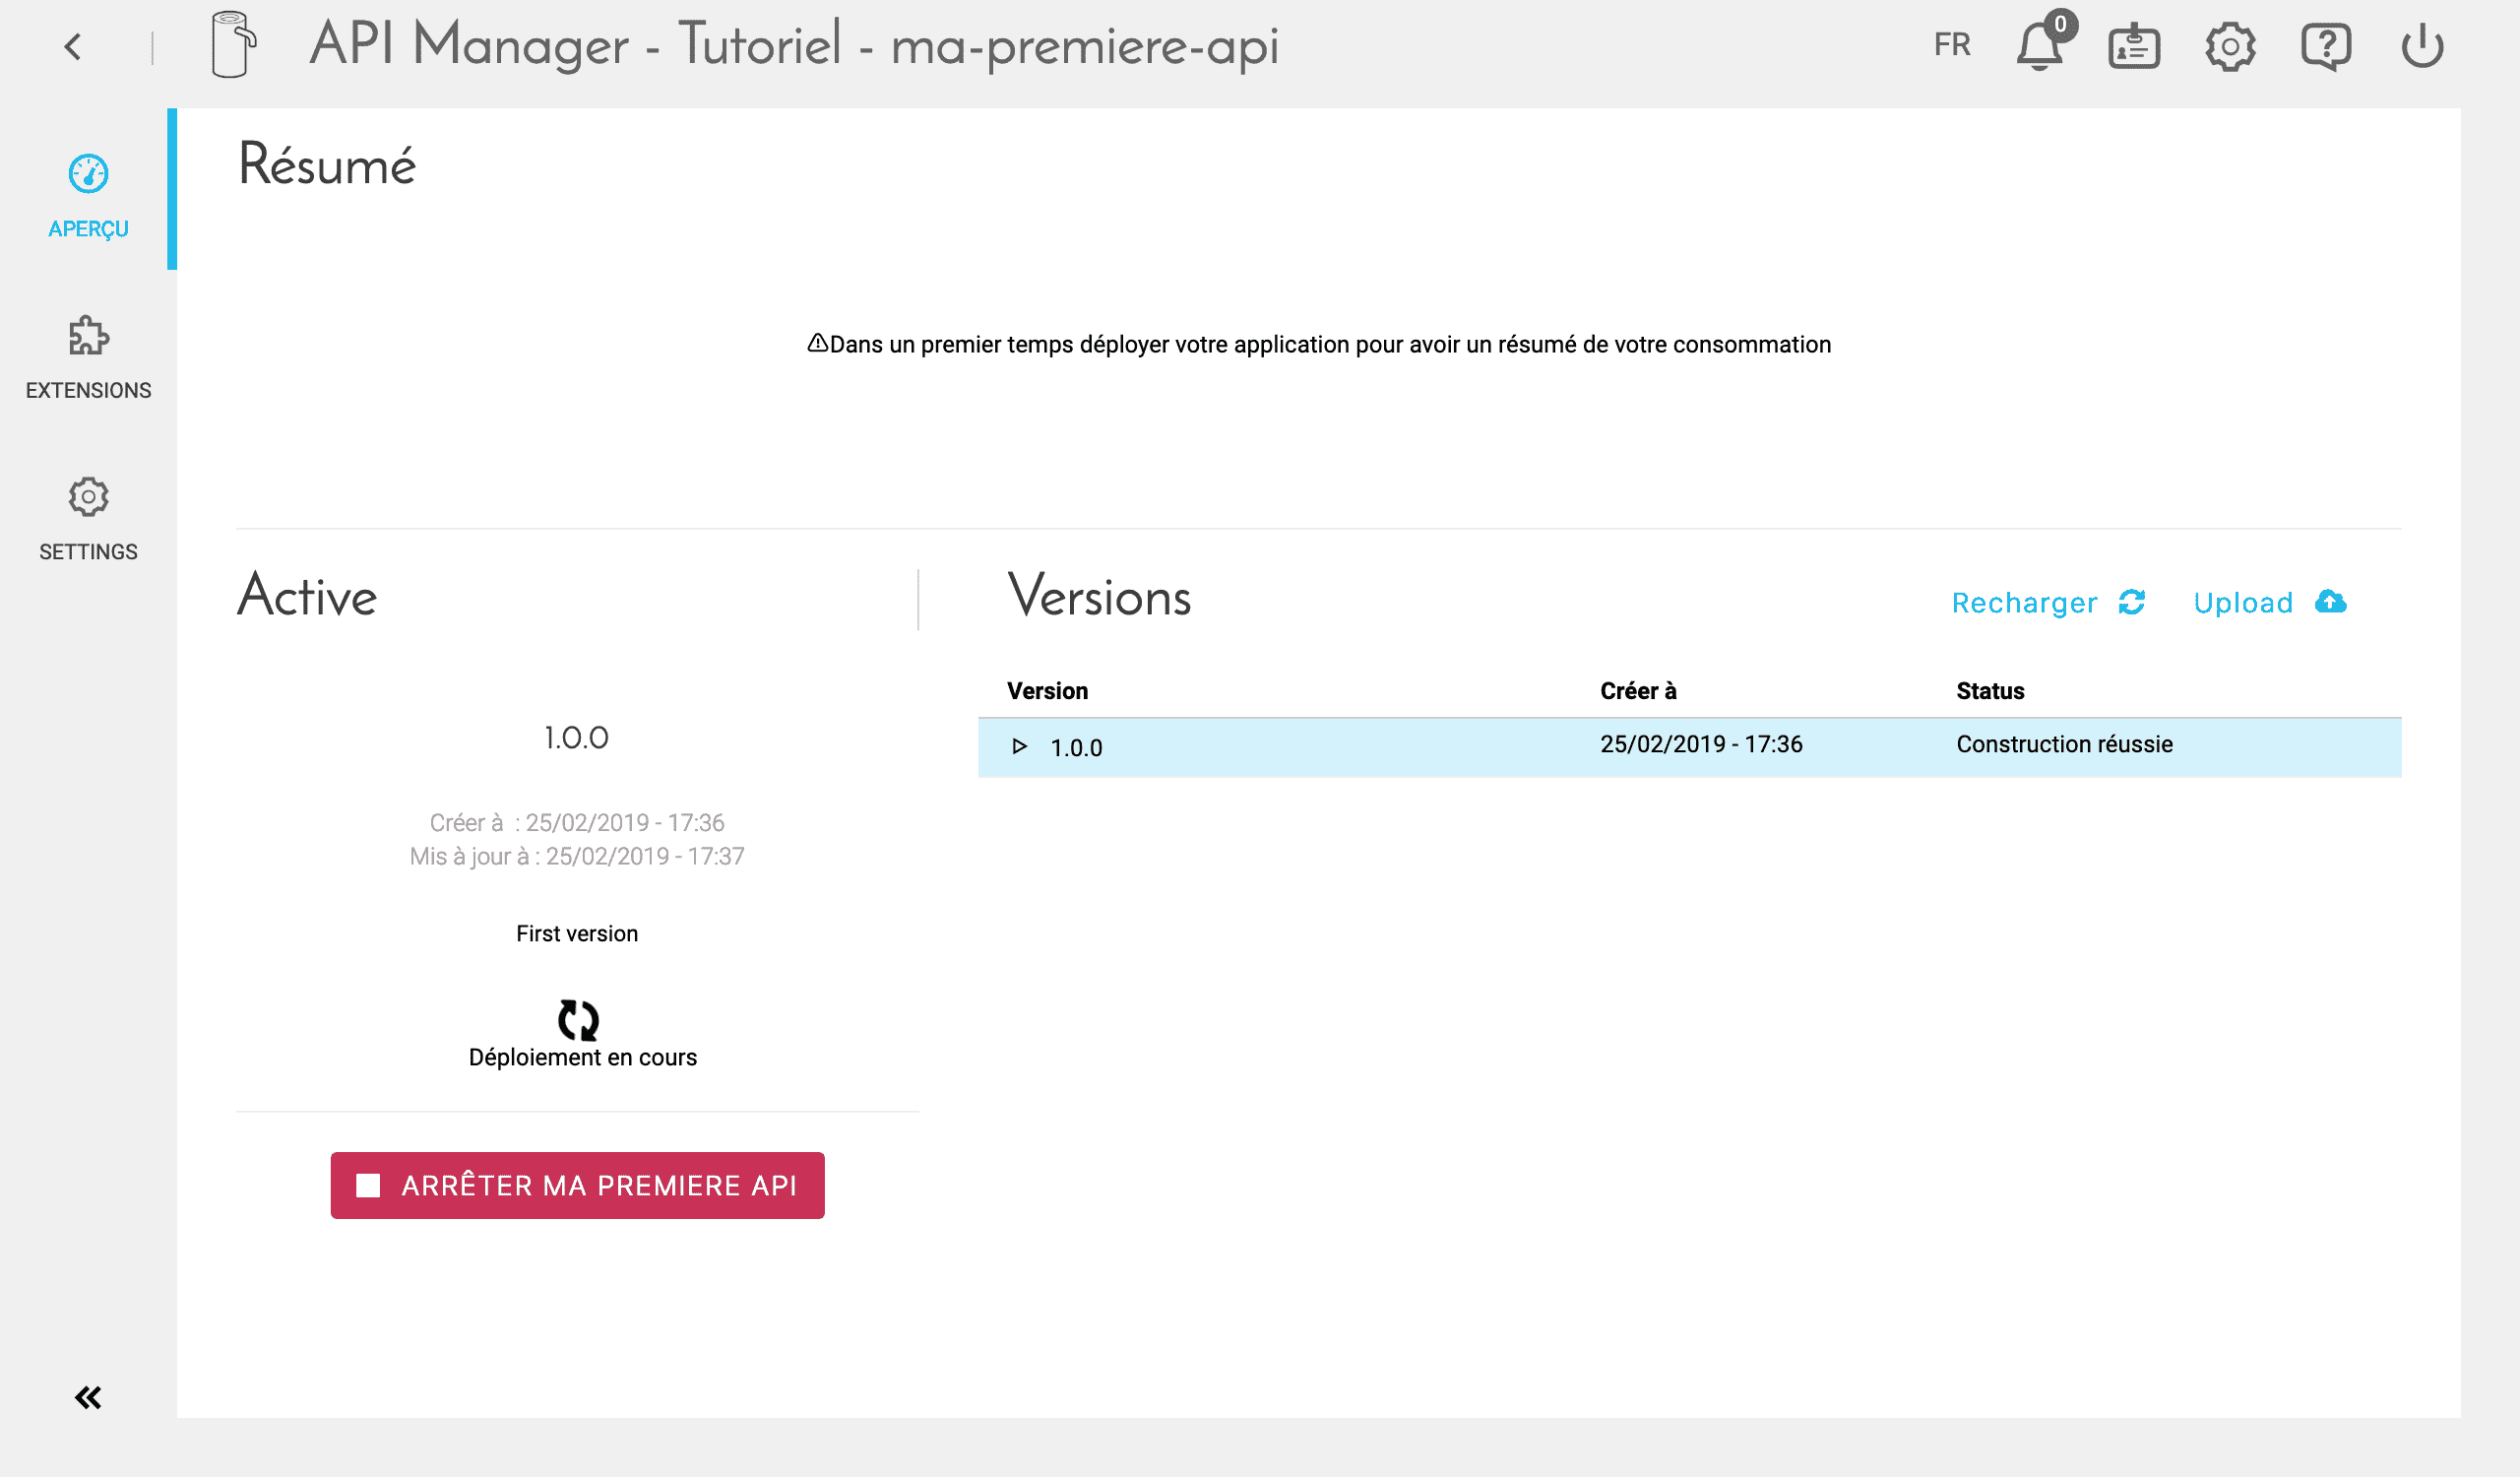 API Manager - Tutoriel - ma-premiere-api
FR
0
APERÇU
EXTENSIONS
SETTINGS
Résumé
Dans un premier temps déployer votre application pour avoir un résumé de votre consommation
Active
1.0.0
Créer à : 25/02/2019 - 17:36
Mis à jour à : 25/02/2019 - 17:37
First version
Déploiement en cours
ARRÊTER MA PREMIERE API
Versions
Recharger Upload
Version Créer à Status
1.0.0 25/02/2019 - 17:36 Construction réussie